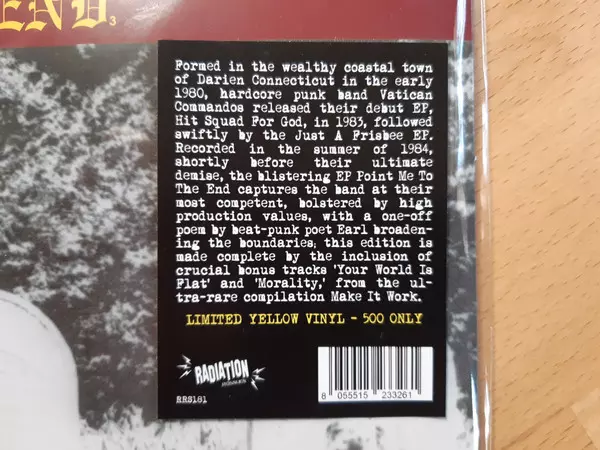 END 3
Formed in the wealthy coastal town
of Darien Connecticut in the early
1980, hardcore punk band Vatican
Commandos released their debut EP,
Hit Squad For God, in 1983, followed
swiftly by the Just A Frisbee EP.
Recorded in the summer of 1984,
shortly before their ultimate
demise, the blistering EP Point Me To
The End captures the band at their
most competent, bolstered by high
production values, with a one-off
poem by beat-punk poet Earl broaden-
ing the boundaries; this edition is
made complete by the inclusion of
crucial bonus tracks 'Your World Is
Flat' and 'Morality,' from the ul-
tra-rare compilation Make It Work.
LIMITED YELLOW VINYL - 500 ONLY
RADIATION
RRS181
8 055515 233261